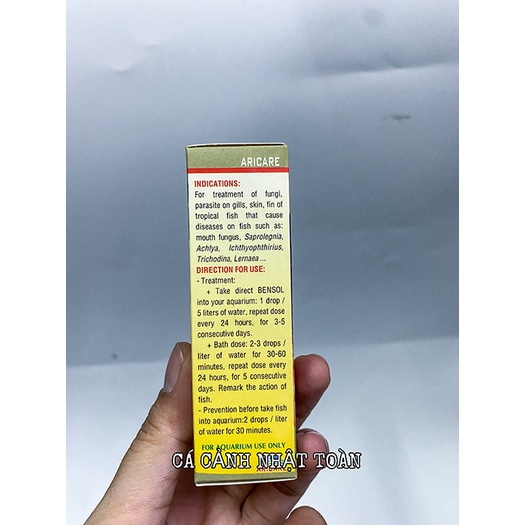 ARICARE
INDICATIONS:
For treatment of fungi,
parasite on gills, skin, fin of
tropical fish that cause
diseases on fish such as:
mouth fungus, Saprolegnia,
Achlya, Ichthyophthirius,
Trichodina, Lernaea ...
DIRECTION FOR USE:
- Treatment:
+ Take direct BENSOL
into your aquarium: 1 drop /
5 liters of water, repeat dose
every 24 hours, for 3-5
consecutive days.
+ Bath dose: 2-3 drops /
liter of water for 30-60
minutes, repeat dose every
24 hours, for 5 consecutive
days. Remark the action of
fish.
- Prevention before take fish
into aquarium:2 drops / liter
of water for 30 minutes.
FOR AQUARIUM USE ONLY
CÁ CẢNH NHẬT TOÀN
ARICARE